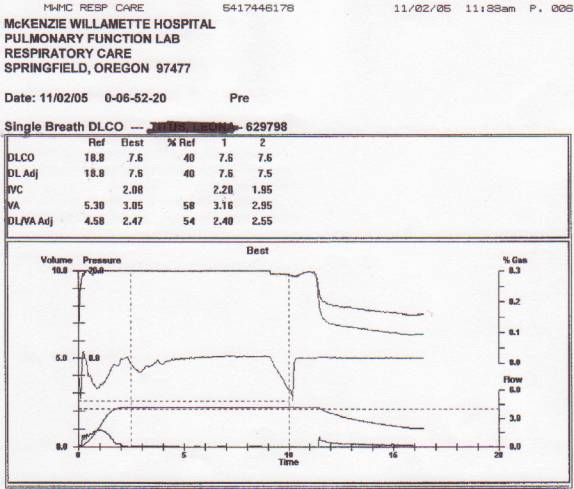 MWMC RESP CARE 5417446178 11/02/05 11:33am P. 006
McKENZIE WILLAMETTE HOSPITAL
PULMONARY FUNCTION LAB
RESPIRATORY CARE
SPRINGFIELD, OREGON 97477
Date: 11/02/05 0-06-52-20 Pre
Single Breath DLCO --- - 629798
Ref Best % Ref 1 2
DLCO 18.8 7.6 40 7.6 7.6
DL Adj 18.8 7.6 40 7.6 7.5
IVC 2.08 2.20 1.95
VA 5.30 3.05 58 3.16 2.95
DL/VA Adj 4.58 2.47 54 2.40 2.55
Best
Volume Pressure % Gas
10.0 20.0 0.3
0.2
0.1
5.0 0.0 0.0
Flow
6.0
3.0
0.0 0.0
0 5 10 16 20
Time